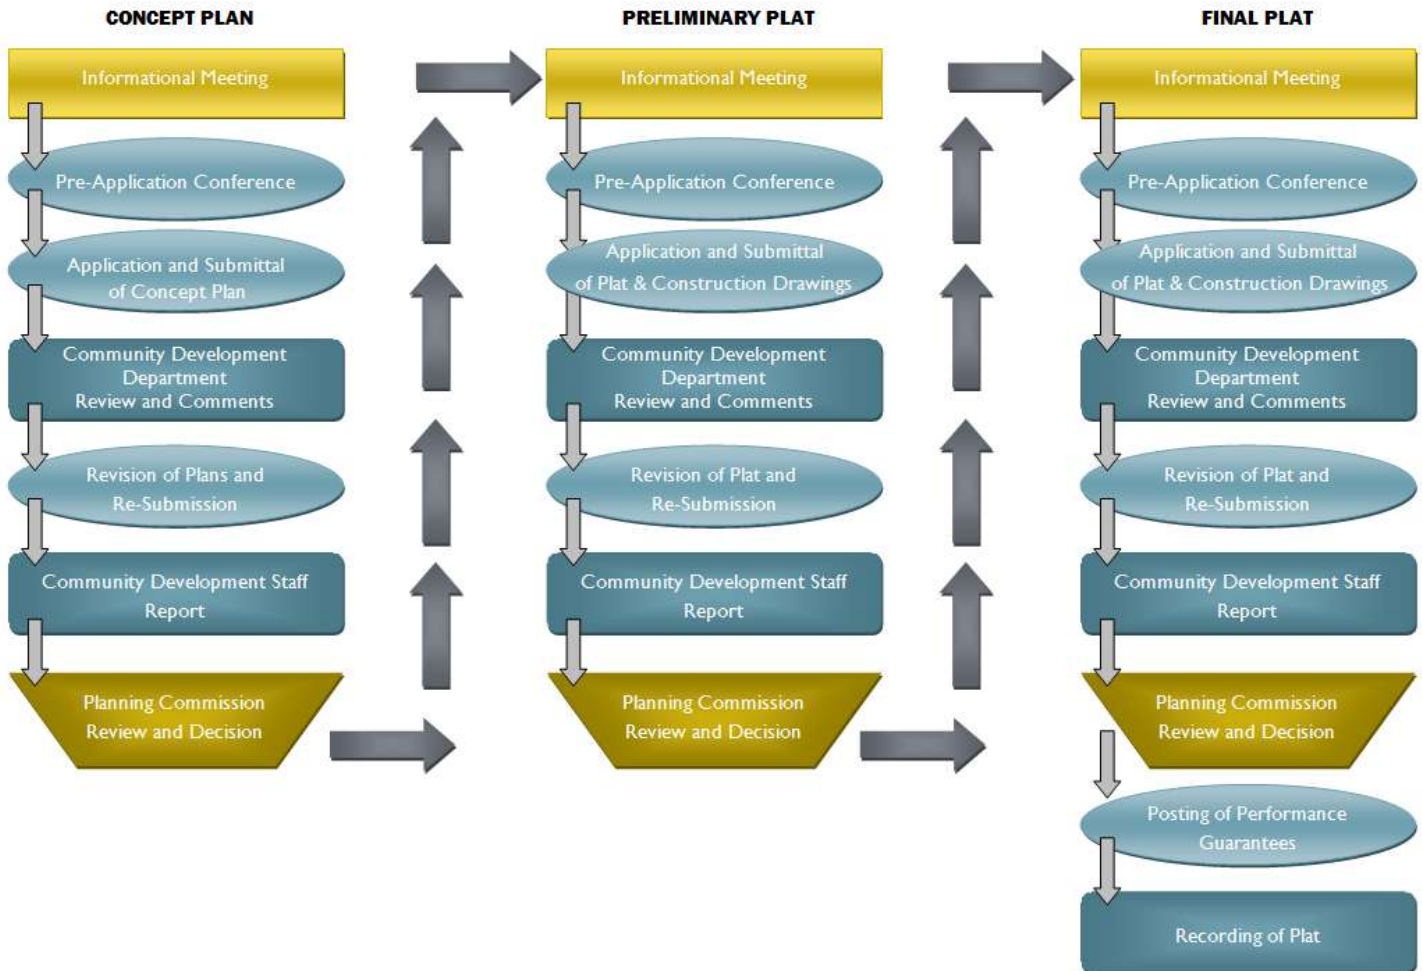 CONCEPT PLAN
Informational Meeting
Pre-Application Conference
Application and Submittal
of Concept Plan
Community Development
Department
Review and Comments
Revision of Plans and
Re-Submission
Community Development Staff
Report
Planning Commission
Review and Decision
PRELIMINARY PLAT
Informational Meeting
Pre-Application Conference
Application and Submittal
of Plat & Construction Drawings
Community Development
Department
Review and Comments
Revision of Plat and
Re-Submission
Community Development Staff
Report
Planning Commission
Review and Decision
FINAL PLAT
Informational Meeting
Pre-Application Conference
Application and Submittal
of Plat & Construction Drawings
Community Development
Department
Review and Comments
Revision of Plat and
Re-Submission
Community Development Staff
Report
Planning Commission
Review and Decision
Posting of Performance
Guarantees
Recording of Plat